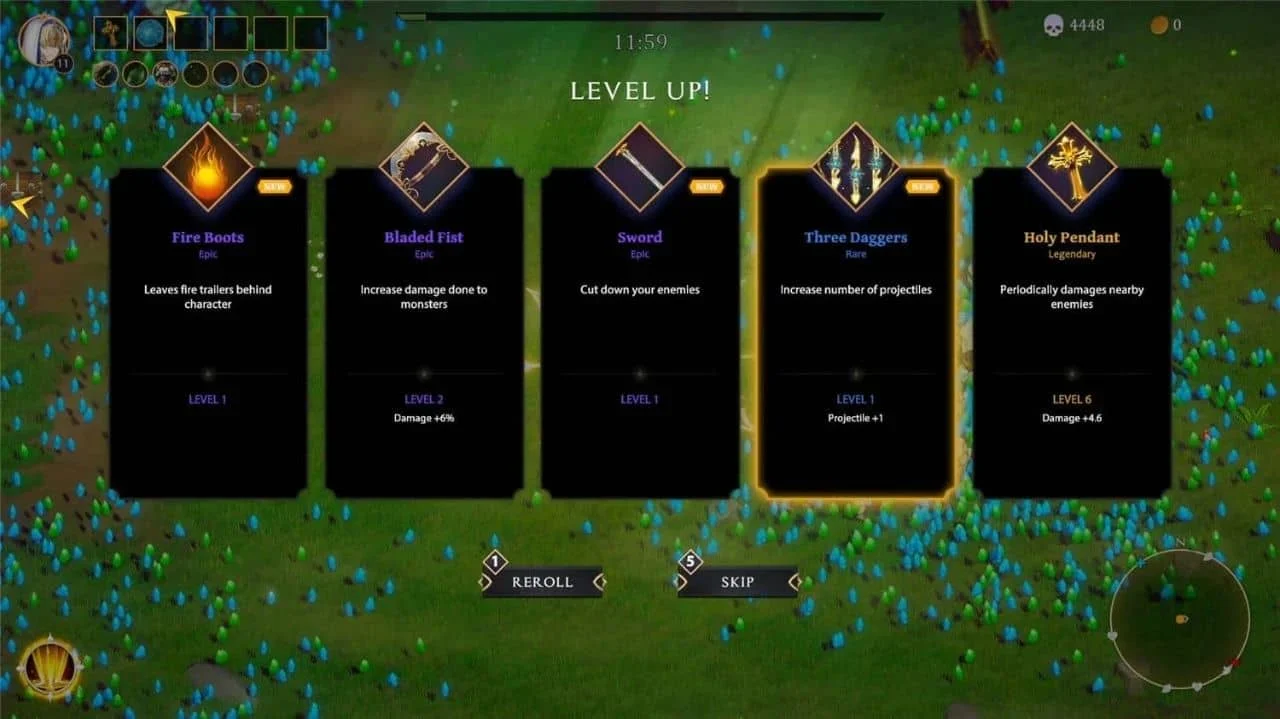 11
11:59
4448
0
LEVEL UP!
NEW
NEW
NEW
Fire Boots
Epic
Leaves fire trailers behind
character
LEVEL 1
Bladed Fist
Epic
Increase damage done to
monsters
LEVEL 2
Damage +6%
Sword
Epic
Cut down your enemies
LEVEL 1
Three Daggers
Rare
Increase number of projectiles
LEVEL 1
Projectile +1
Holy Pendant
Legendary
Periodically damages nearby
enemies
LEVEL 6
Damage +4.6
1
REROLL
5
SKIP
N